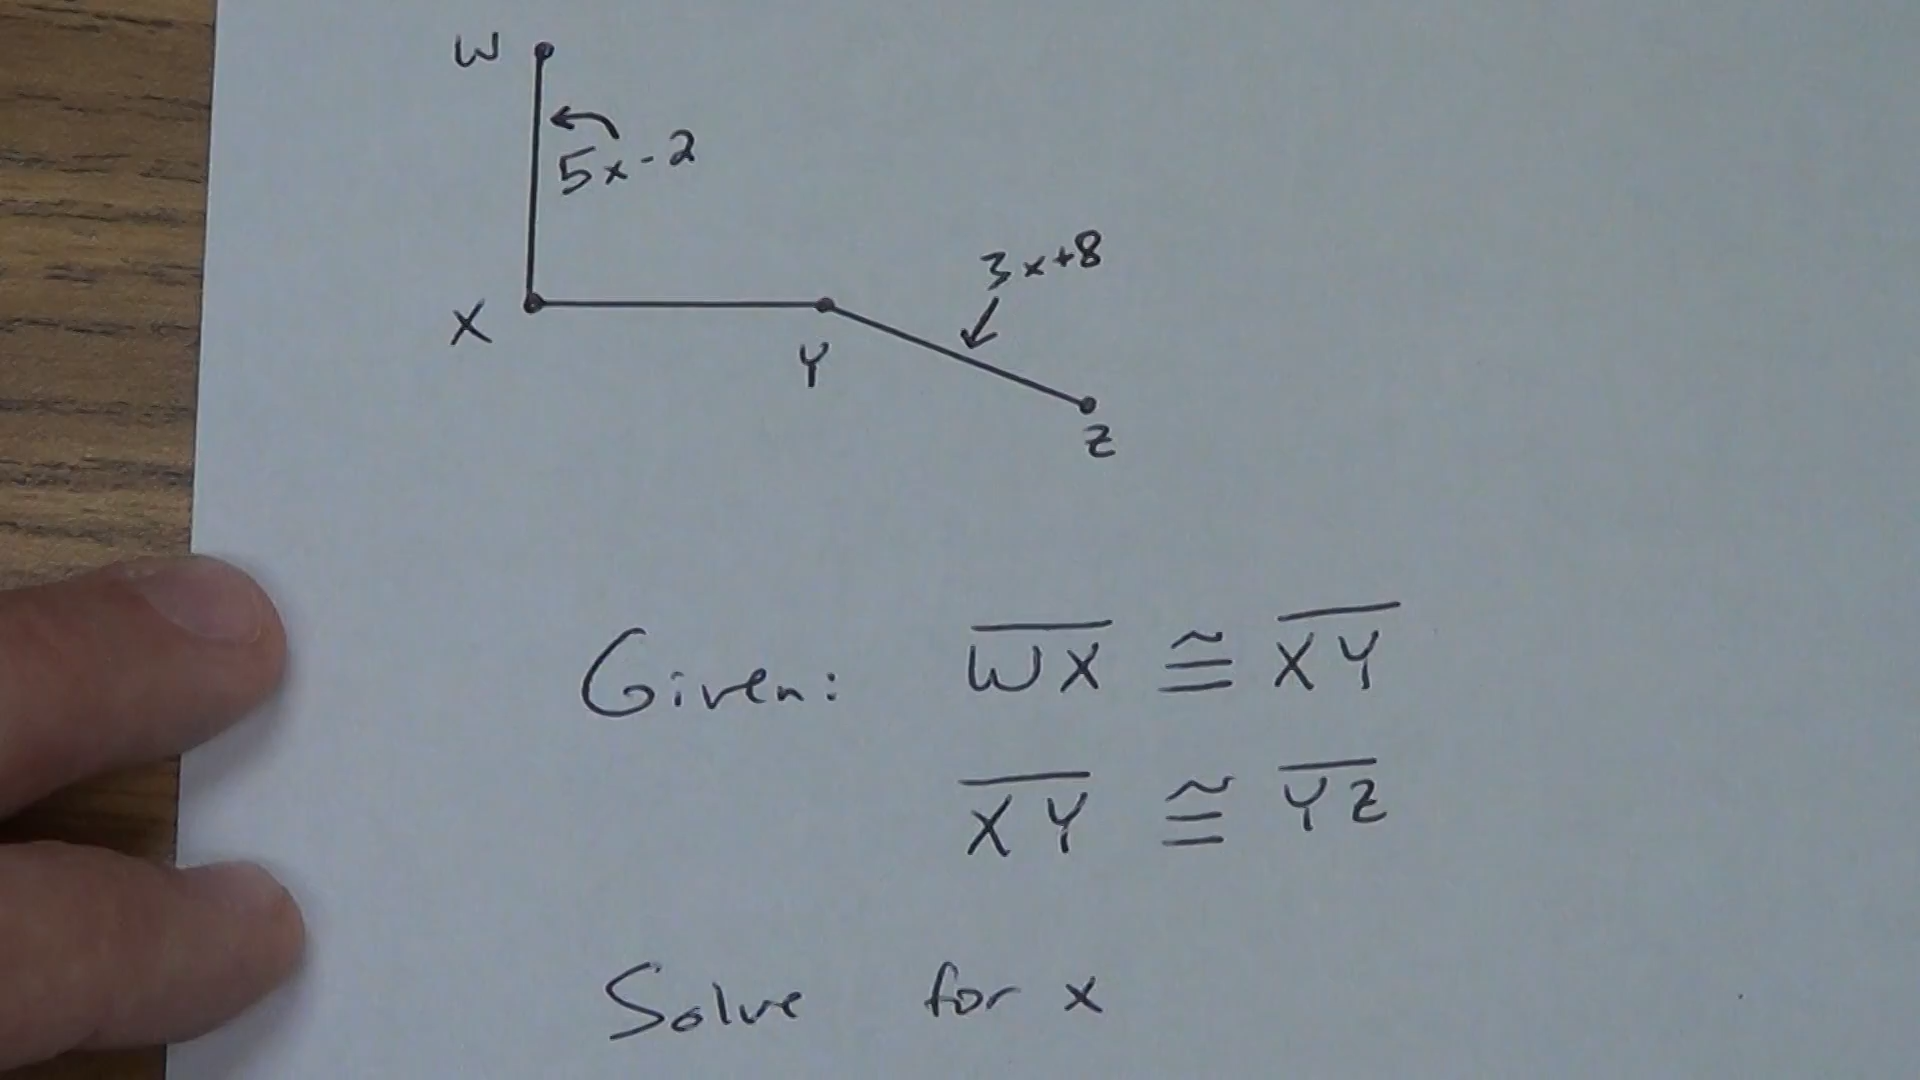 W
5x-2
3x+8
X
Y
Z
Given: WX ≅ XY
XY ≅ YZ
Solve for x